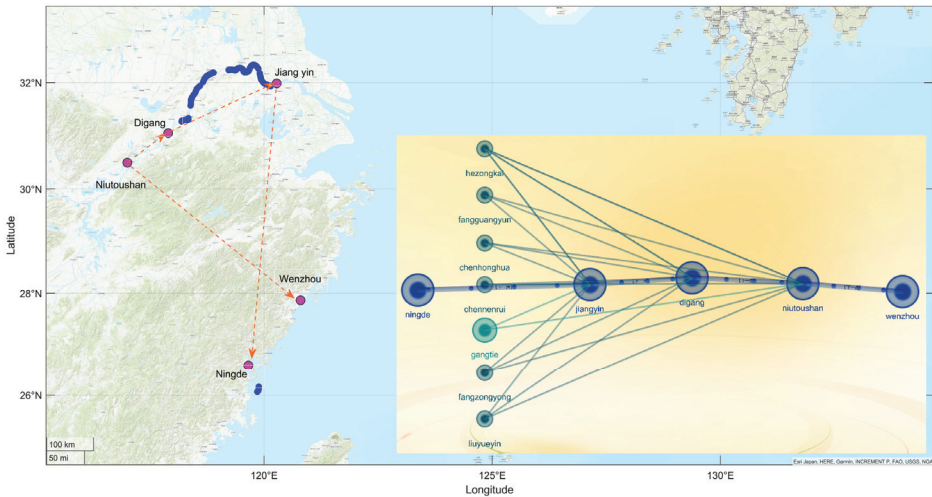 32°N
30°N
28°N
26°N
Latitude
Jiang yin
Digang
Niutoushan
Wenzhou
Ningde
100 km
50 mi
120°E
125°E
130°E
Longitude
hezongkai
fangguangyun
chenhonghua
chennenrui
gangtie
fangzongyong
liuyueyin
ningde
jiangyin
digang
niutoushan
wenzhou
Esri Japan, HERE, Garmin, INCREMENT P, FAO, USGS, NGA